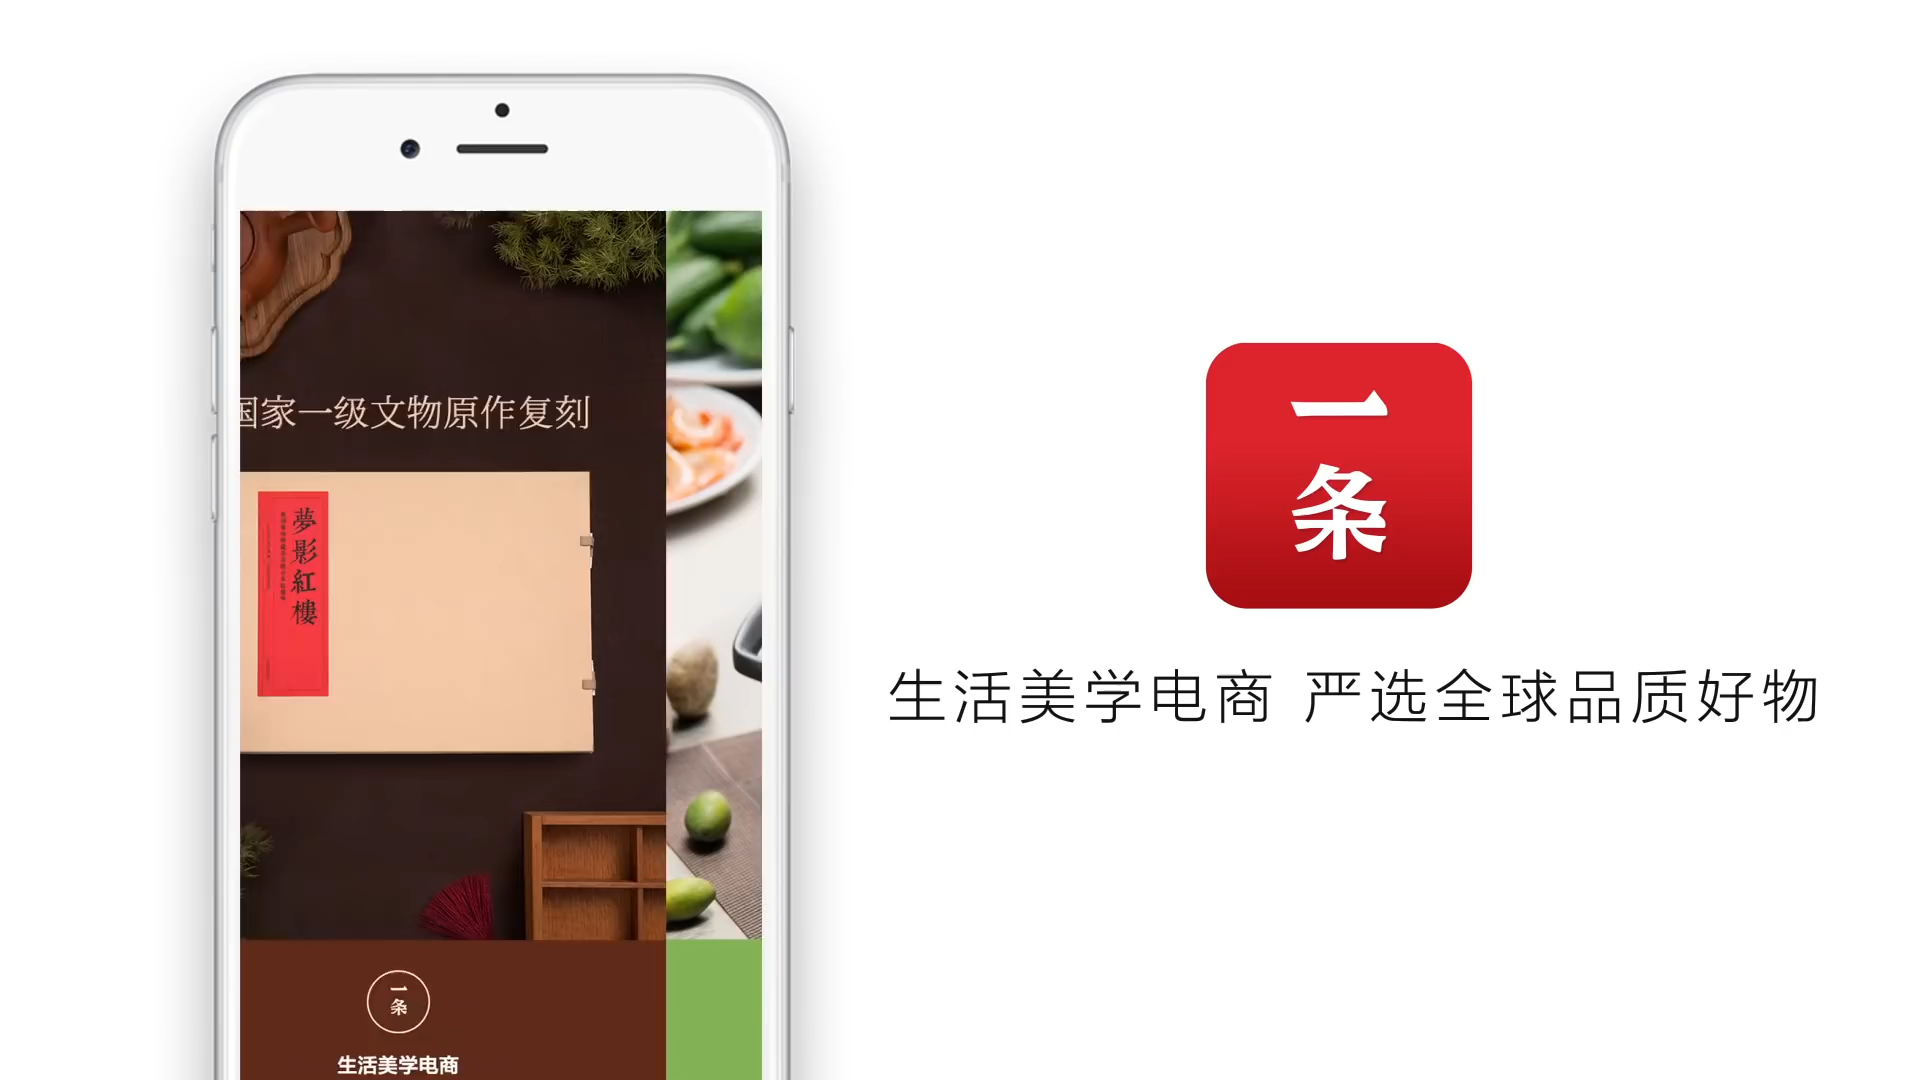 国家一级文物原作复刻
夢影紅樓
一条
生活美学电商
一条
生活美学电商 严选全球品质好物